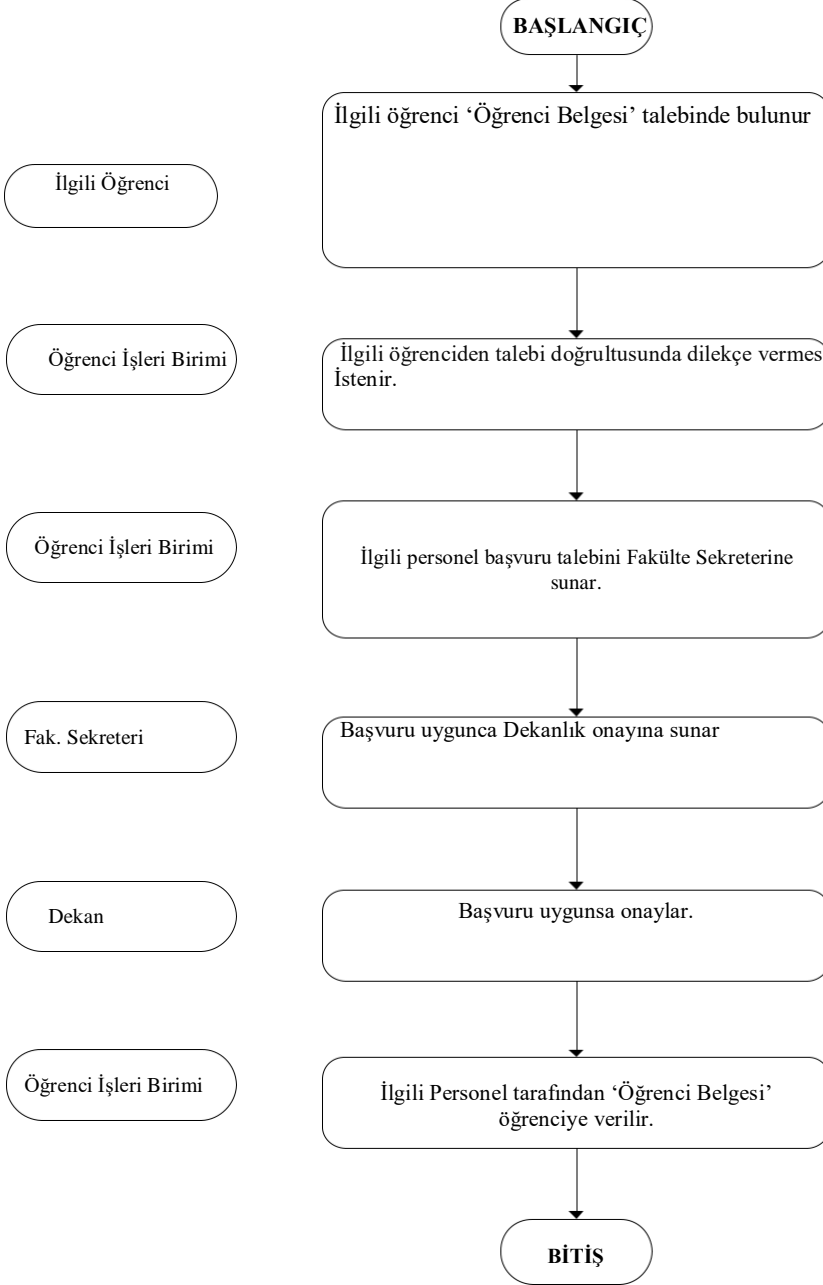 BAŞLANGIÇ
İlgili öğrenci ‘Öğrenci Belgesi’ talebinde bulunur
İlgili Öğrenci
Öğrenci İşleri Birimi
İlgili öğrenciden talebi doğrultusunda dilekçe vermes
İstenir.
Öğrenci İşleri Birimi
İlgili personel başvuru talebini Fakülte Sekreterine
sunar.
Fak. Sekreteri
Başvuru uygunca Dekanlık onayına sunar
Dekan
Başvuru uygunsa onaylar.
Öğrenci İşleri Birimi
İlgili Personel tarafından ‘Öğrenci Belgesi’
öğrenciye verilir.
BİTİŞ